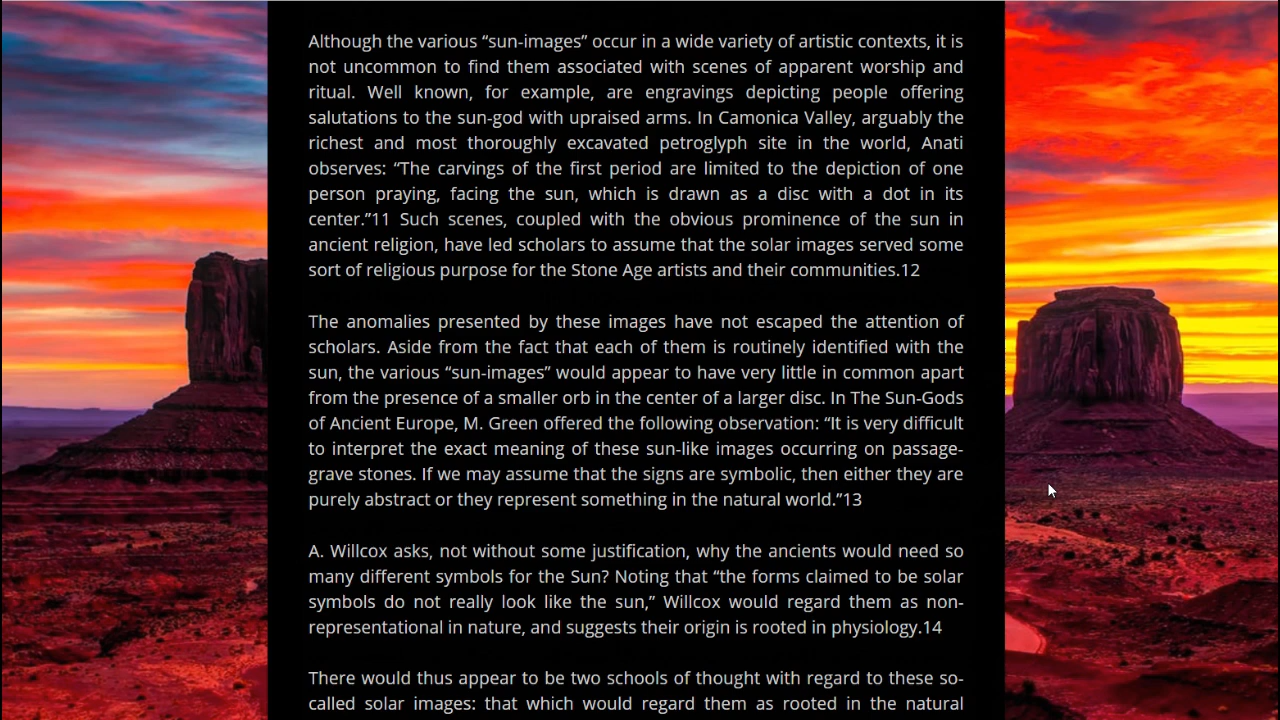 Although the various “sun-images” occur in a wide variety of artistic contexts, it is
not uncommon to find them associated with scenes of apparent worship and
ritual. Well known, for example, are engravings depicting people offering
salutations to the sun-god with upraised arms. In Camonica Valley, arguably the
richest and most thoroughly excavated petroglyph site in the world, Anati
observes: “The carvings of the first period are limited to the depiction of one
person praying, facing the sun, which is drawn as a disc with a dot in its
center.”11 Such scenes, coupled with the obvious prominence of the sun in
ancient religion, have led scholars to assume that the solar images served some
sort of religious purpose for the Stone Age artists and their communities.12
The anomalies presented by these images have not escaped the attention of
scholars. Aside from the fact that each of them is routinely identified with the
sun, the various “sun-images” would appear to have very little in common apart
from the presence of a smaller orb in the center of a larger disc. In The Sun-Gods
of Ancient Europe, M. Green offered the following observation: “It is very difficult
to interpret the exact meaning of these sun-like images occurring on passage-
grave stones. If we may assume that the signs are symbolic, then either they are
purely abstract or they represent something in the natural world.”13
A. Willcox asks, not without some justification, why the ancients would need so
many different symbols for the Sun? Noting that “the forms claimed to be solar
symbols do not really look like the sun,” Willcox would regard them as non-
representational in nature, and suggests their origin is rooted in physiology.14
There would thus appear to be two schools of thought with regard to these so-
called solar images: that which would regard them as rooted in the natural